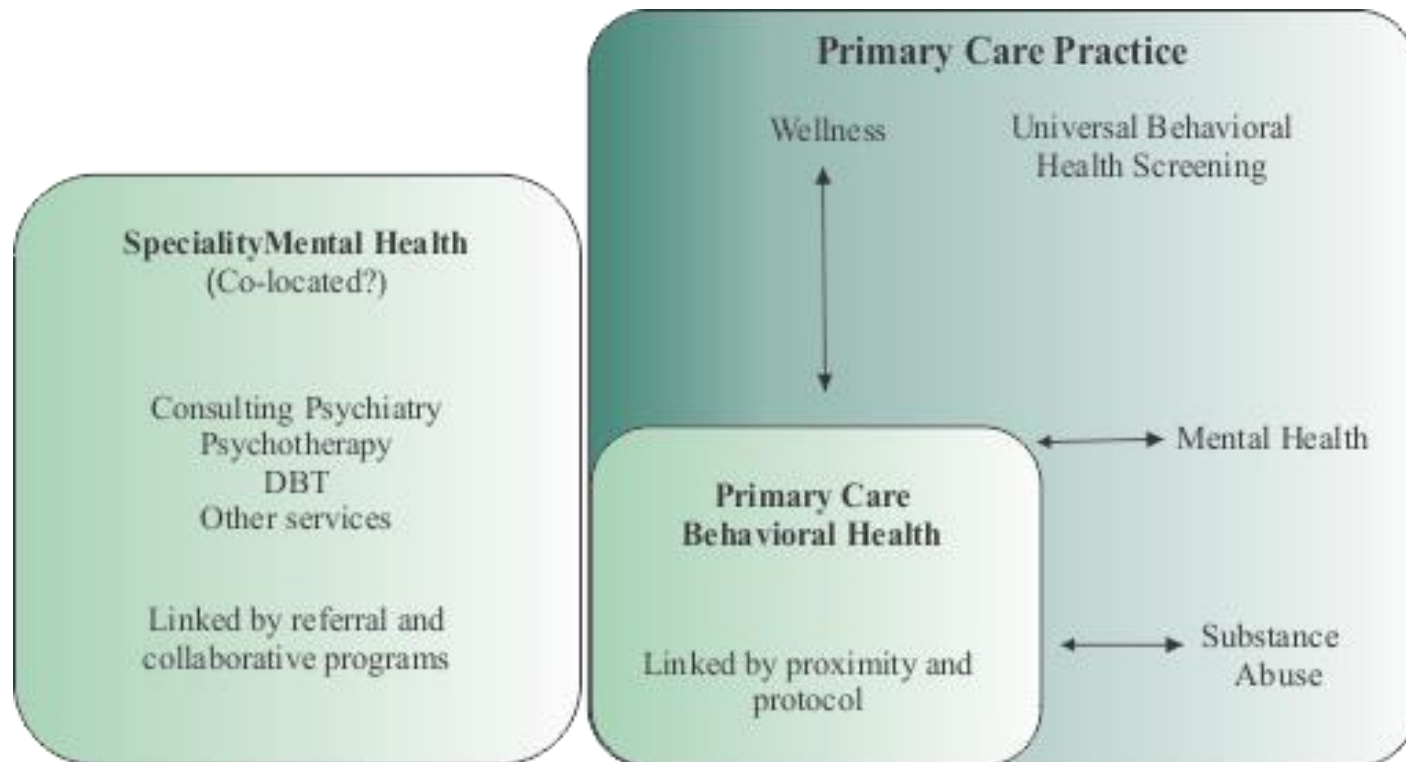 Primary Care Practice
Wellness
Universal Behavioral
Health Screening
SpecialityMental Health
(Co-located?)
Consulting Psychiatry
Psychotherapy
DBT
Other services
Linked by referral and
collaborative programs
Primary Care
Behavioral Health
Linked by proximity and
protocol
Mental Health
Substance
Abuse